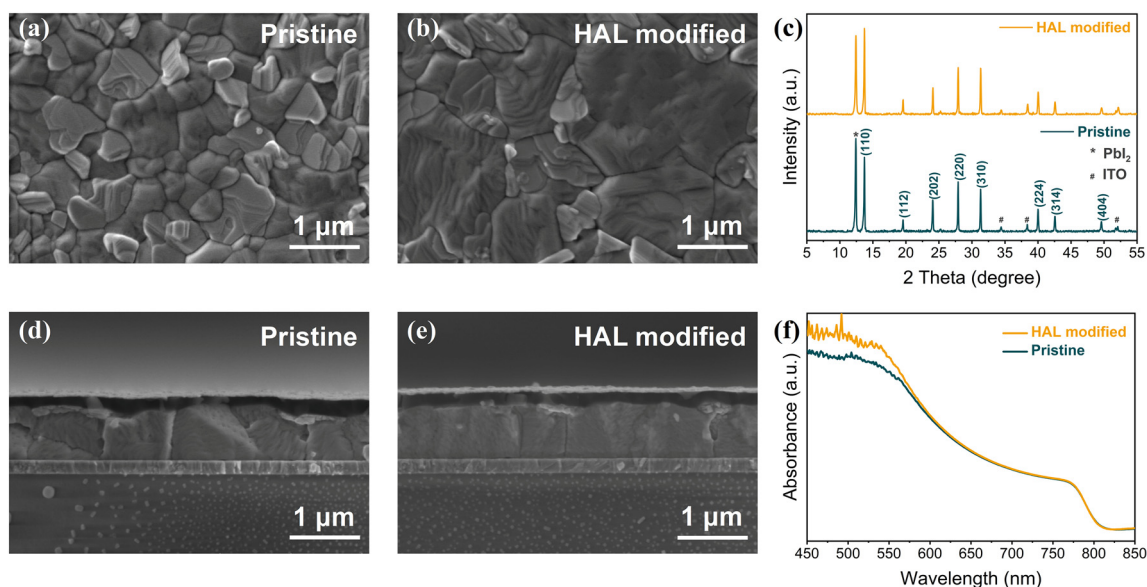 (a) Pristine
1 µm
(b) HAL modified
1 µm
(c)
HAL modified
Pristine
* PbI₂
# ITO
*
(110)
(112)
(202)
(220)
(310)
#
#
(224)
(314)
(404)
#
Intensity (a.u.)
5 10 15 20 25 30 35 40 45 50 55
2 Theta (degree)
(d) Pristine
1 µm
(e) HAL modified
1 µm
(f)
HAL modified
Pristine
Absorbance (a.u.)
450 500 550 600 650 700 750 800 850
Wavelength (nm)